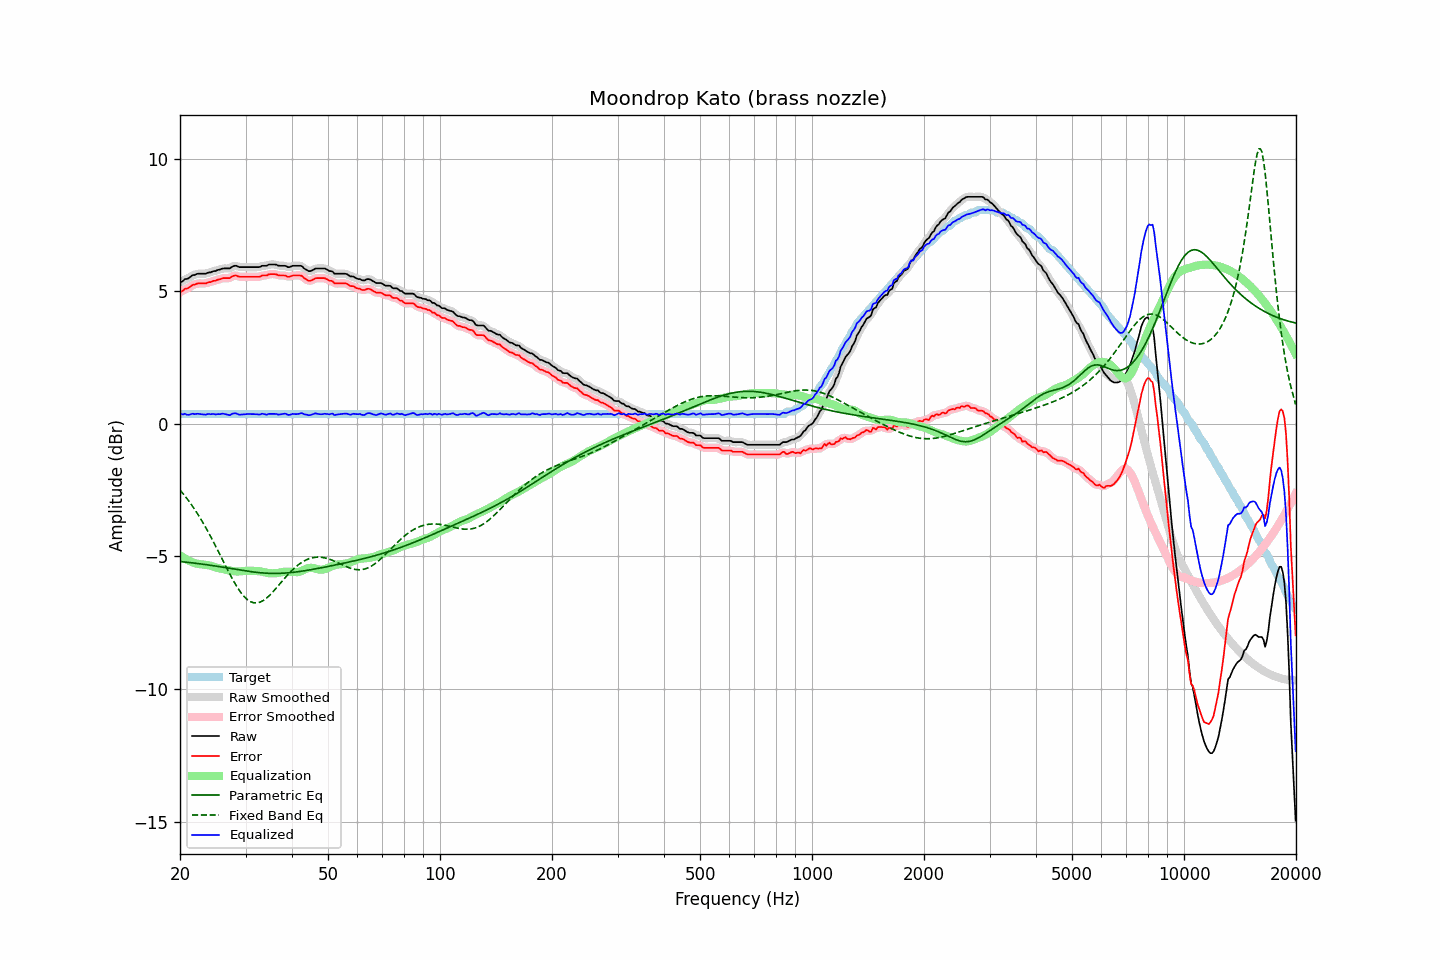 Moondrop Kato (brass nozzle)
Amplitude (dBr)
10
5
0
−5
−10
−15
Target
Raw Smoothed
Error Smoothed
Raw
Error
Equalization
Parametric Eq
Fixed Band Eq
Equalized
20 50 100 200 500 1000 2000 5000 10000 20000
Frequency (Hz)